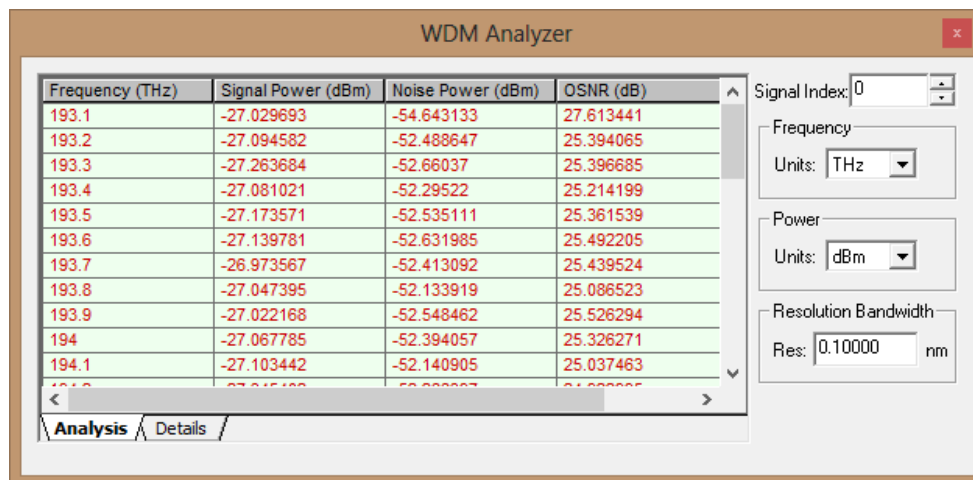 WDM Analyzer
x
Frequency (THz) Signal Power (dBm) Noise Power (dBm) OSNR (dB)
193.1 -27.029693 -54.643133 27.613441
193.2 -27.094582 -52.488647 25.394065
193.3 -27.263684 -52.66037 25.396685
193.4 -27.081021 -52.29522 25.214199
193.5 -27.173571 -52.535111 25.361539
193.6 -27.139781 -52.631985 25.492205
193.7 -26.973567 -52.413092 25.439524
193.8 -27.047395 -52.133919 25.086523
193.9 -27.022168 -52.548462 25.526294
194 -27.067785 -52.394057 25.326271
194.1 -27.103442 -52.140905 25.037463
Analysis Details
Signal Index: 0
Frequency
Units: THz
Power
Units: dBm
Resolution Bandwidth
Res: 0.10000 nm